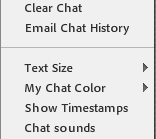 Clear Chat
Email Chat History
Text Size
My Chat Color
Show Timestamps
Chat sounds